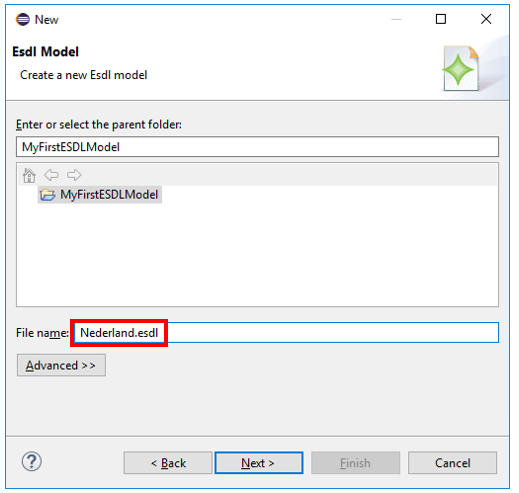 New
Esdl Model
Create a new Esdl model
Enter or select the parent folder:
MyFirstESDLModel
MyFirstESDLModel
File name: Nederland.esdl
Advanced >>
? < Back Next > Finish Cancel